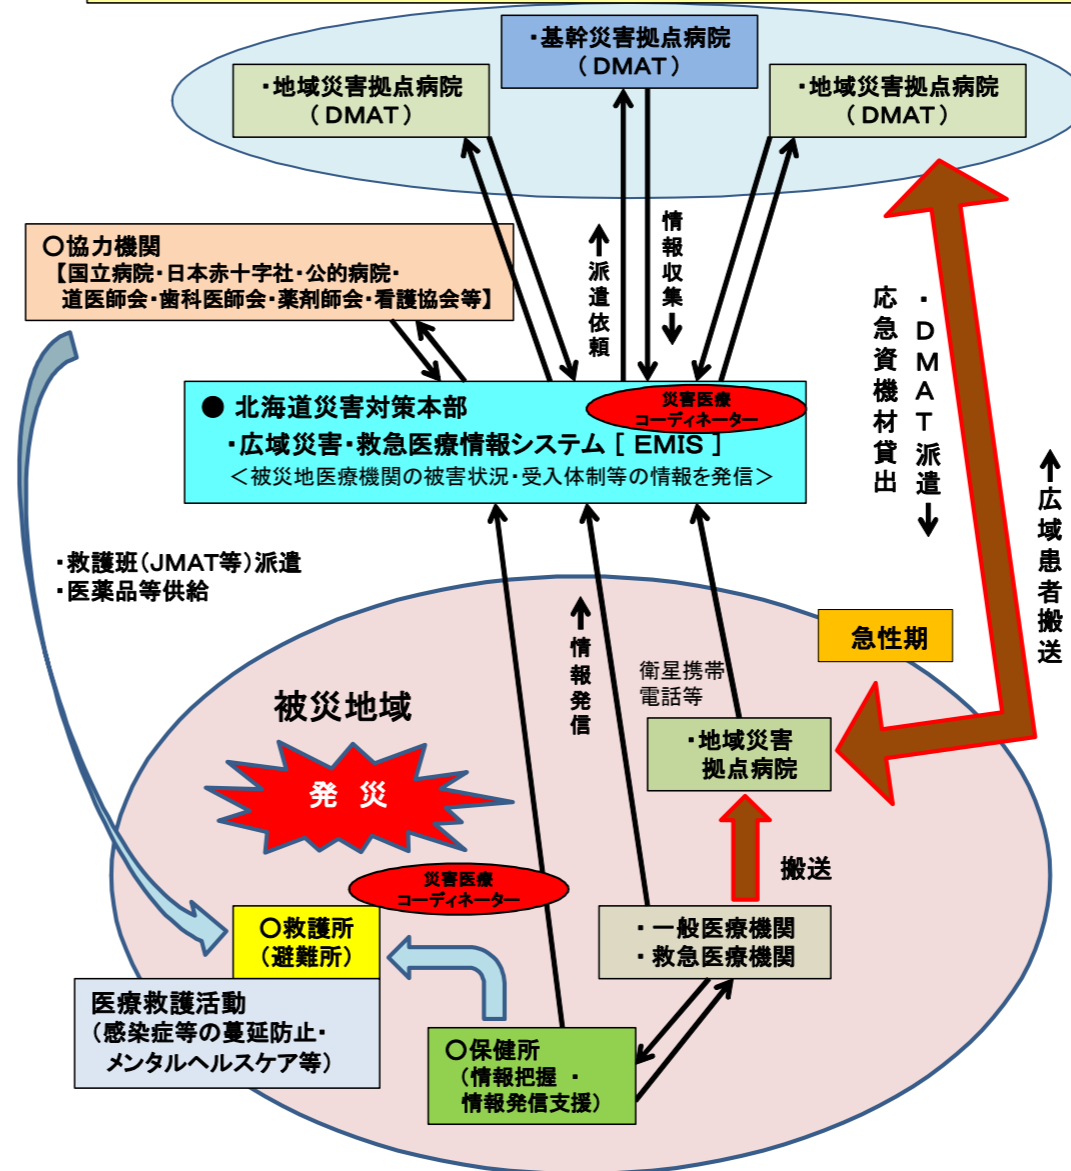 ・基幹災害拠点病院
（DMAT）
・地域災害拠点病院
（DMAT）
・地域災害拠点病院
（DMAT）
〇協力機関
【国立病院・日本赤十字社・公的病院・
道医師会・歯科医師会・薬剤師会・看護協会等】
↑派遣依頼
情報収集↓
・DMAT派遣↓
応急資機材貸出
↑広域患者搬送
災害医療
コーディネーター
● 北海道災害対策本部
・広域災害・救急医療情報システム［ EMIS ］
＜被災地医療機関の被害状況・受入体制等の情報を発信＞
・救護班（JMAT等）派遣
・医薬品等供給
↑情報発信
急性期
衛星携帯
電話等
被災地域
・地域災害
拠点病院
発 災
搬送
災害医療
コーディネーター
〇救護所
（避難所）
・一般医療機関
・救急医療機関
医療救護活動
（感染症等の蔓延防止・
メンタルヘルスケア等）
〇保健所
（情報把握 ・
情報発信支援）